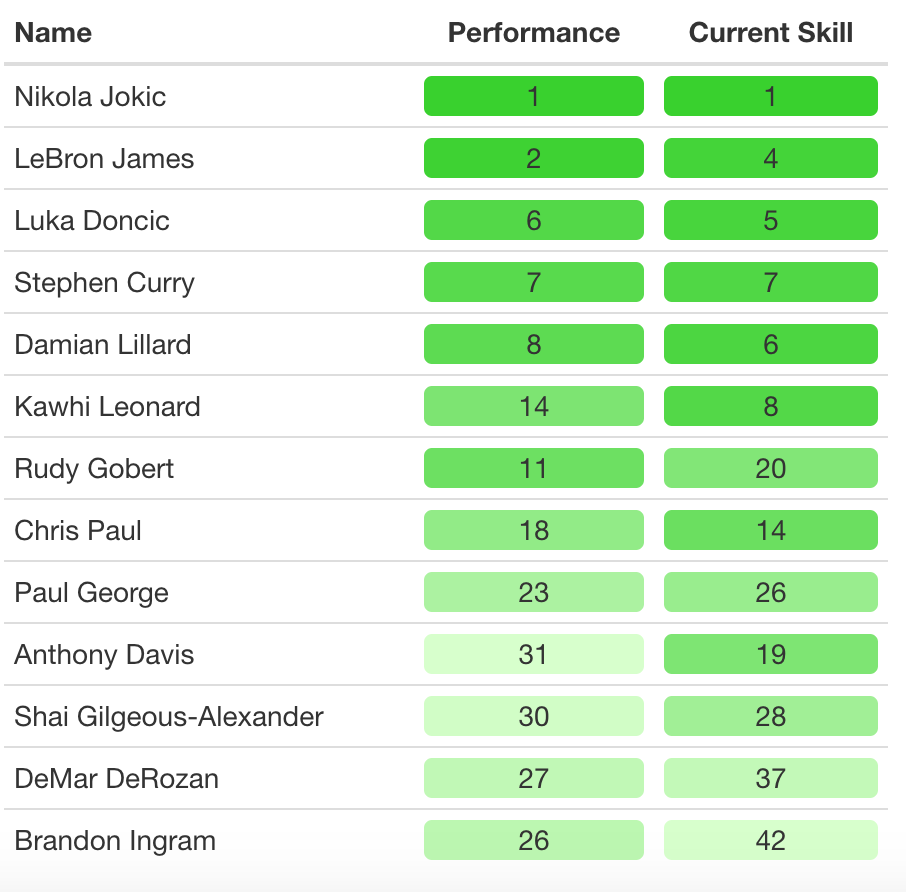 Name Performance Current Skill
Nikola Jokic 1 1
LeBron James 2 4
Luka Doncic 6 5
Stephen Curry 7 7
Damian Lillard 8 6
Kawhi Leonard 14 8
Rudy Gobert 11 20
Chris Paul 18 14
Paul George 23 26
Anthony Davis 31 19
Shai Gilgeous-Alexander 30 28
DeMar DeRozan 27 37
Brandon Ingram 26 42